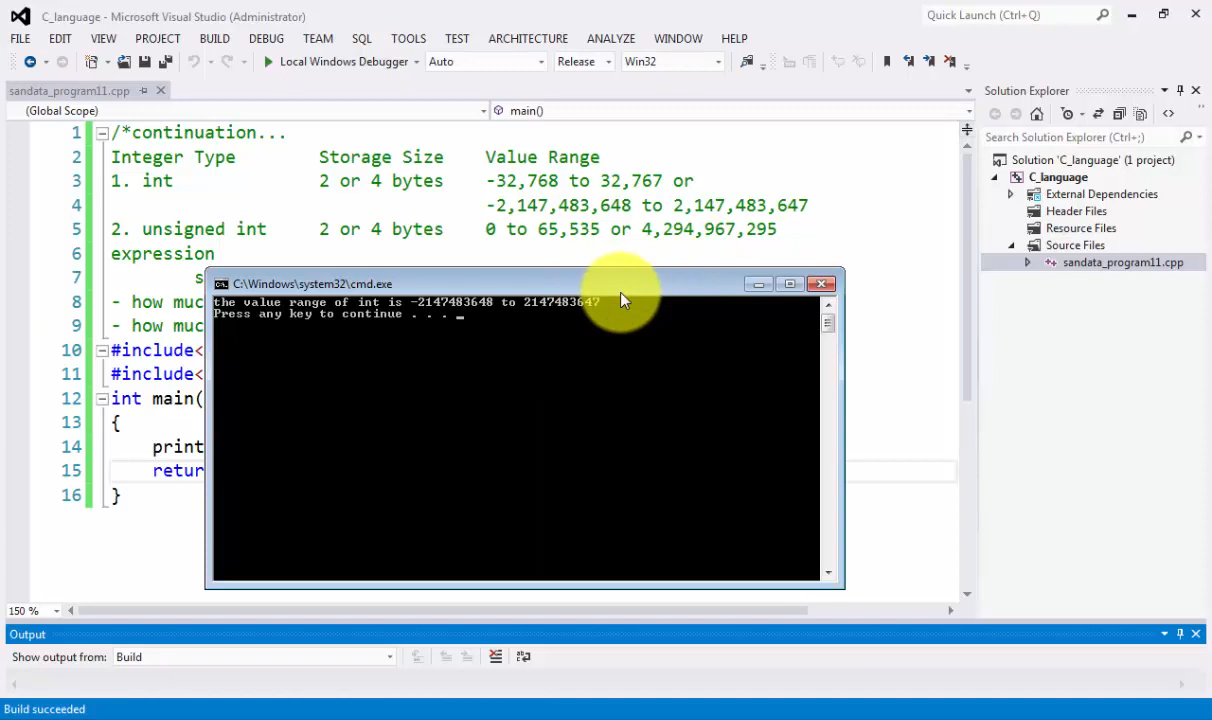 C_language - Microsoft Visual Studio (Administrator)
Quick Launch (Ctrl+Q)
FILE EDIT VIEW PROJECT BUILD DEBUG TEAM SQL TOOLS TEST ARCHITECTURE ANALYZE WINDOW HELP
Local Windows Debugger Auto Release Win32
sandata_program11.cpp
(Global Scope) main()
1 /*continuation...
2 Integer Type Storage Size Value Range
3 1. int 2 or 4 bytes -32,768 to 32,767 or
4 -2,147,483,648 to 2,147,483,647
5 2. unsigned int 2 or 4 bytes 0 to 65,535 or 4,294,967,295
6 expression
7 s
8 - how muc
9 - how muc
10 #include<
11 #include<
12 int main(
13 {
14 print
15 retur
16 }
C:\Windows\system32\cmd.exe
the value range of int is -2147483648 to 2147483647
Press any key to continue . . . _
150 %
Solution Explorer
Search Solution Explorer (Ctrl+;)
Solution 'C_language' (1 project)
C_language
External Dependencies
Header Files
Resource Files
Source Files
sandata_program11.cpp
Output
Show output from: Build
Build succeeded